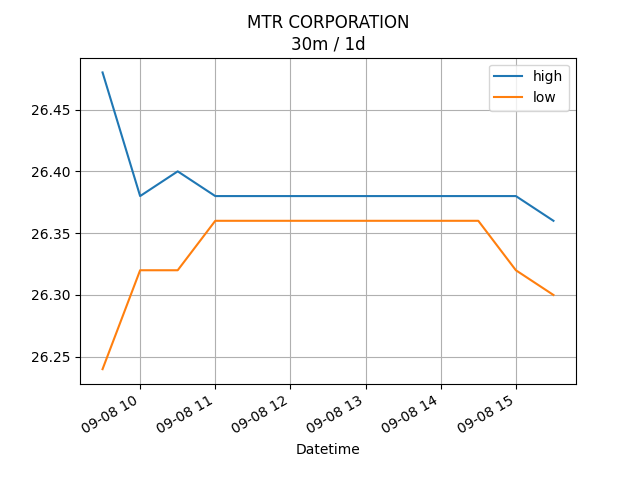 MTR CORPORATION
30m / 1d
high
low
26.45
26.40
26.35
26.30
26.25
09-08 10
09-08 11
09-08 12
09-08 13
09-08 14
09-08 15
Datetime